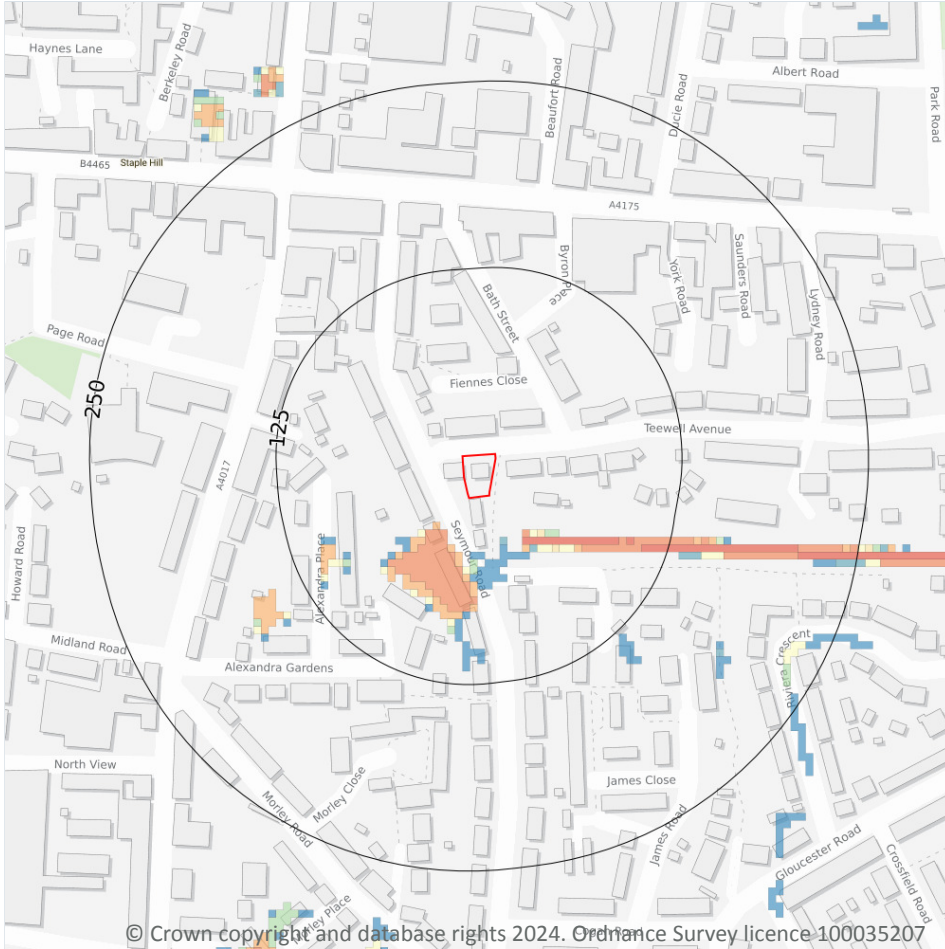 Haynes Lane
Berkeley Road
Beaufort Road
Ducie Road
Albert Road
Park Road
B4465
Staple Hill
A4175
Byron Place
York Road
Saunders Road
Lydney Road
Bath Street
Page Road
Fiennes Close
250
125
Teewell Avenue
A4017
Howard Road
Alexandra Place
Seymour Road
Midland Road
Alexandra Gardens
Riviera Crescent
North View
Morley Close
James Close
Morley Road
James Road
Gloucester Road
Crossfield Road
Morley Place
© Crown copyright and database rights 2024. Ordnance Survey licence 100035207